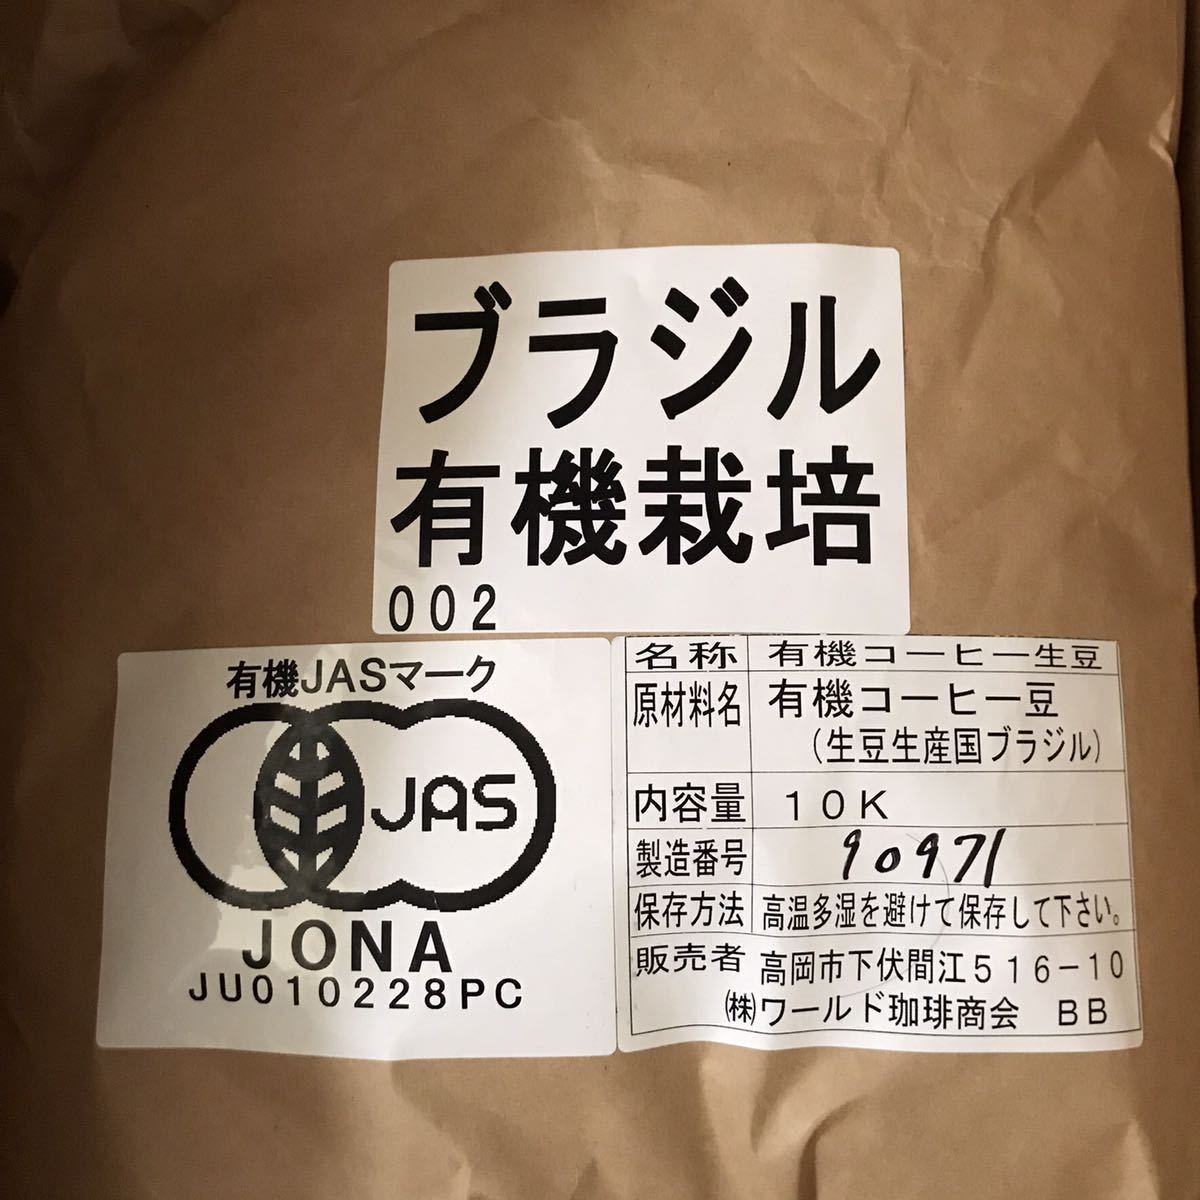 ブラジル
有機栽培
002
有機JASマーク
JAS
JONA
JU010228PC
名称 有機コーヒー生豆
原材料名 有機コーヒー豆
(生豆生産国ブラジル)
内容量 10K
製造番号 90971
保存方法 高温多湿を避けて保存して下さい。
販売者 高岡市下伏間江516-10
㈱ワールド珈琲商会 BB